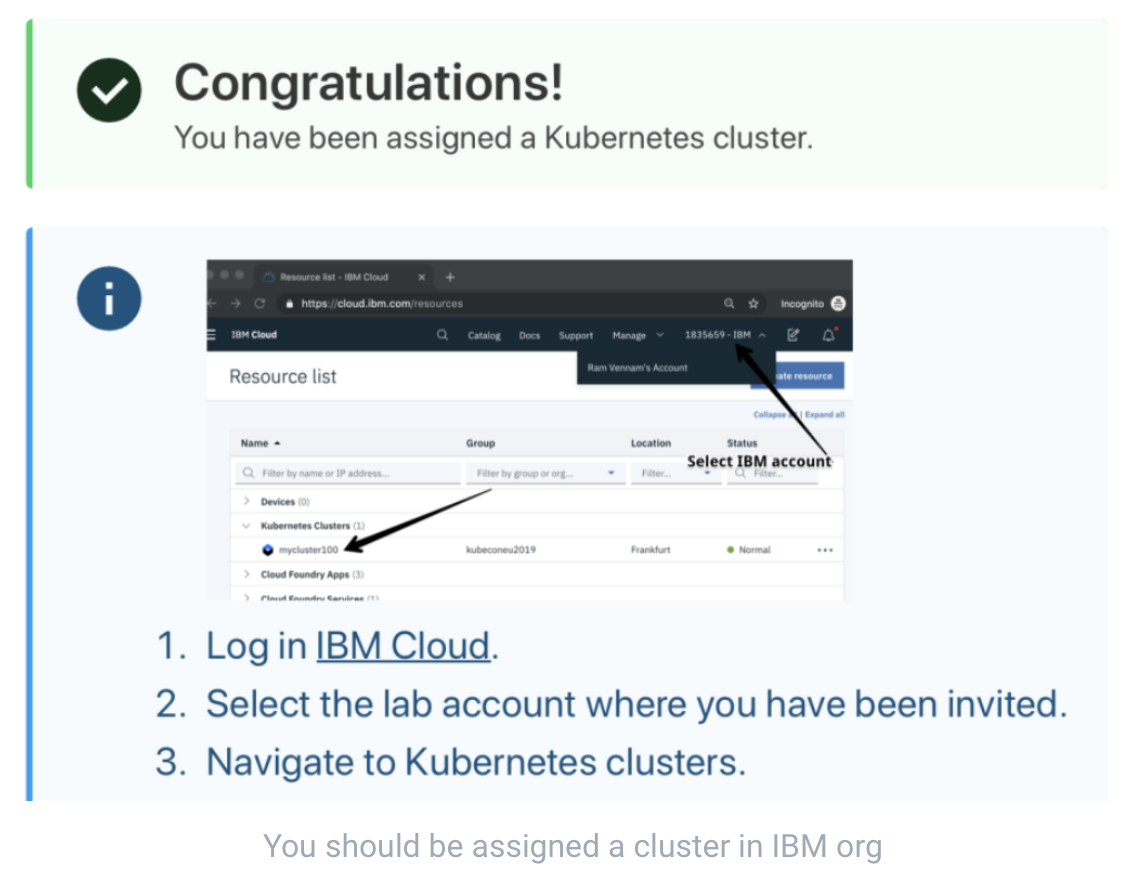 Congratulations!
You have been assigned a Kubernetes cluster.
Resource list - IBM Cloud
https://cloud.ibm.com/resources
Incognito
IBM Cloud
Catalog
Docs
Support
Manage
1835659 - IBM
Ram Vennam's Account
Resource list
ate resource
Collapse all | Expand all
Name
Group
Location
Status
Select IBM account
Filter by name or IP address...
Filter by group or org...
Filter...
Filter...
Devices (0)
Kubernetes Clusters (1)
mycluster100
kubeconeu2019
Frankfurt
Normal
Cloud Foundry Apps (3)
Cloud Foundry Services (1)
1. Log in IBM Cloud.
2. Select the lab account where you have been invited.
3. Navigate to Kubernetes clusters.
You should be assigned a cluster in IBM org